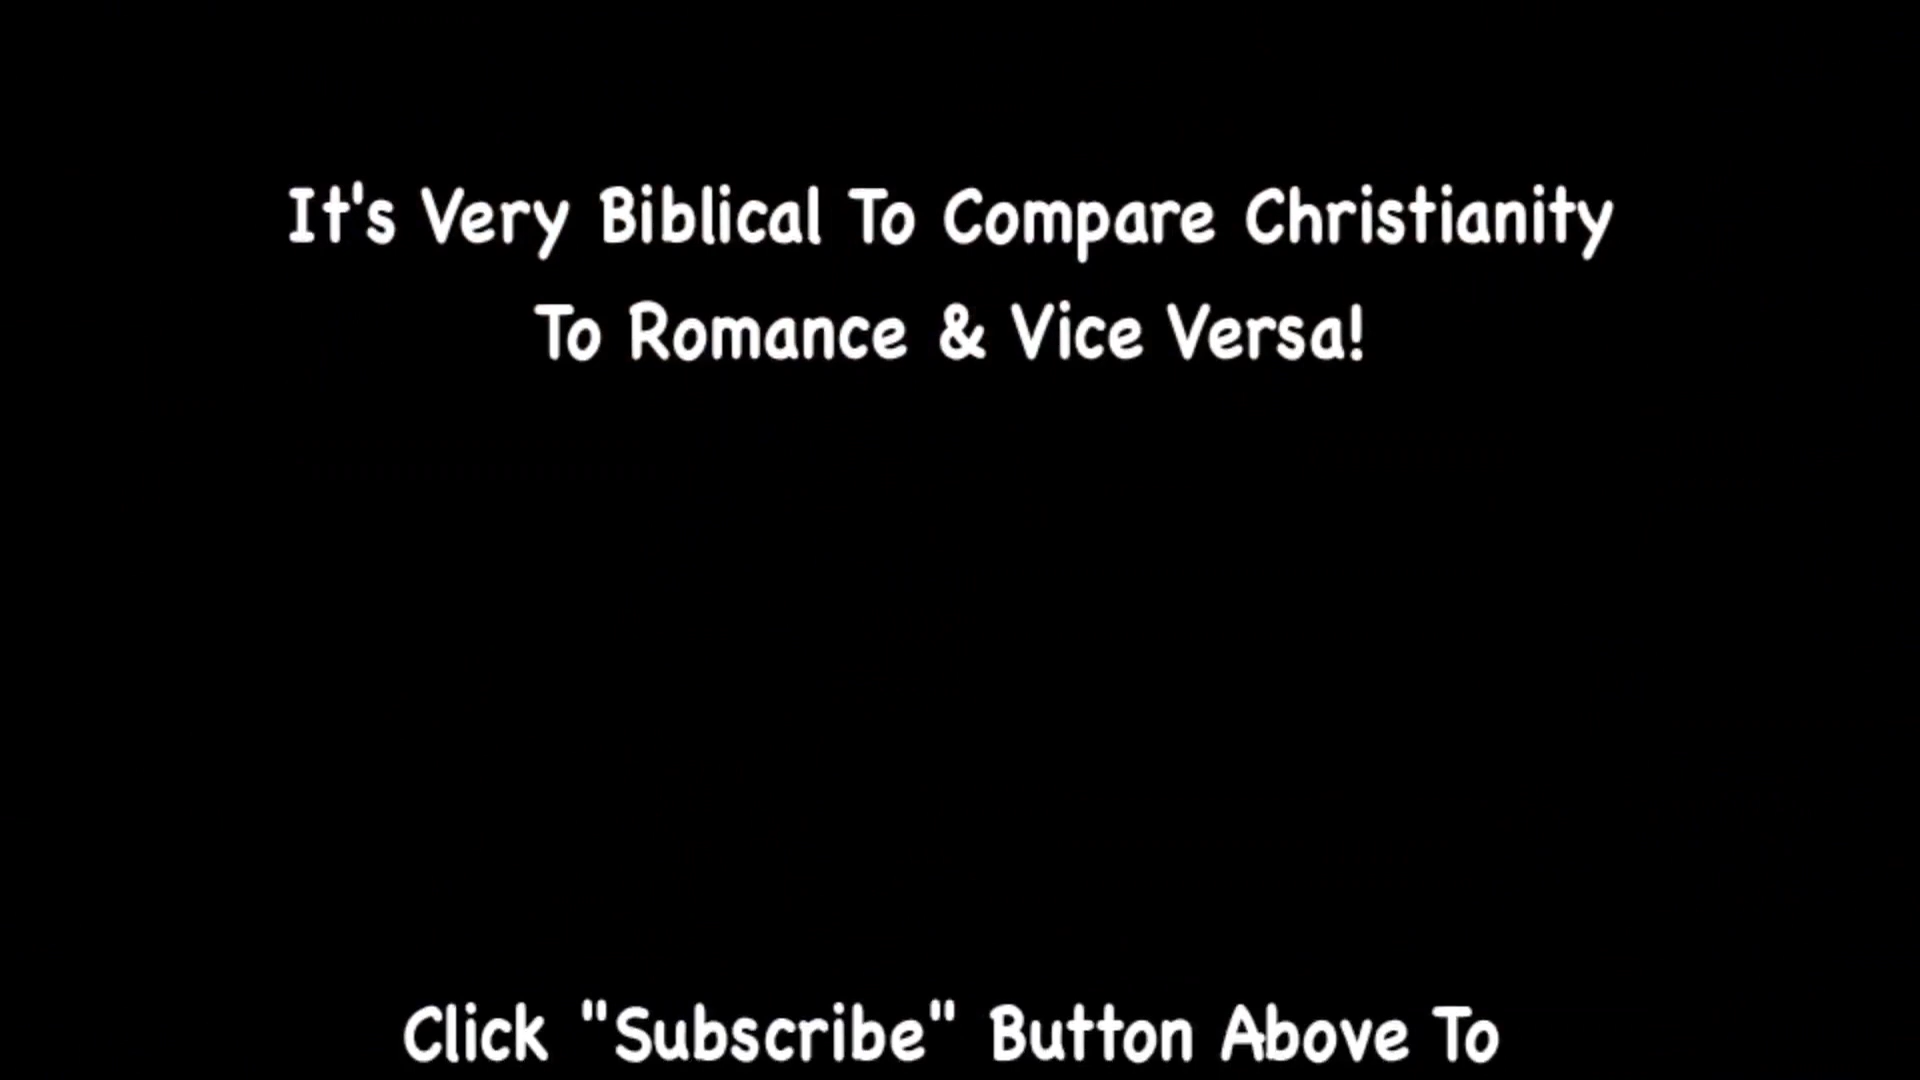 It's Very Biblical To Compare Christianity
To Romance & Vice Versa!
Click "Subscribe" Button Above To